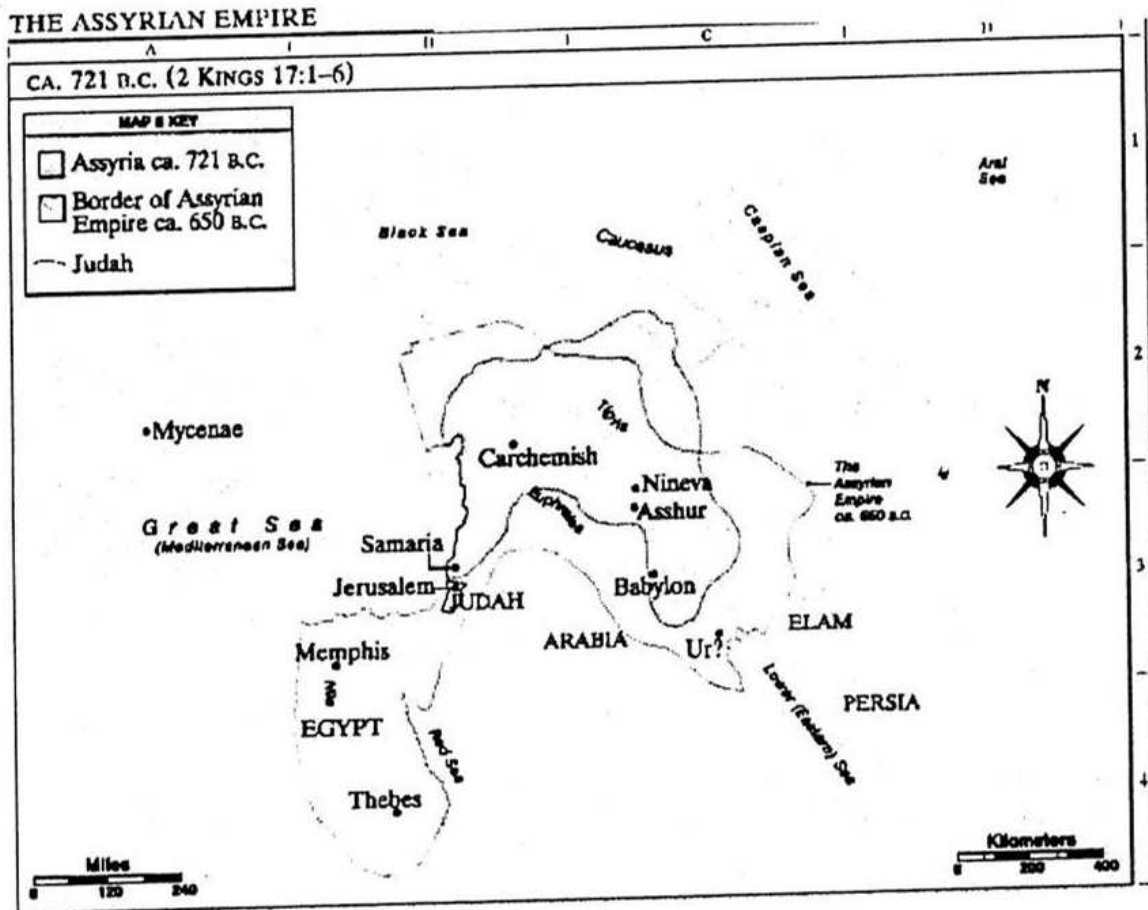 THE ASSYRIAN EMPIRE
A B C D
CA. 721 B.C. (2 KINGS 17:1–6)
MAP & KEY
Assyria ca. 721 B.C.
Border of Assyrian
Empire ca. 650 B.C.
Judah
1
Aral
Sea
Black Sea
Caucasus
Caspian Sea
2
N
Mycenae
Tigris
Carchemish
Nineva
Asshur
The
Assyrian
Empire
ca. 650 B.C.
Euphrates
Great Sea
(Mediterranean Sea)
Samaria
3
Jerusalem
JUDAH
Babylon
ELAM
ARABIA
Ur?
Memphis
Nile
Lower (Eastern) Sea
PERSIA
EGYPT
Red Sea
4
Thebes
Miles
0 120 240
Kilometers
0 200 400